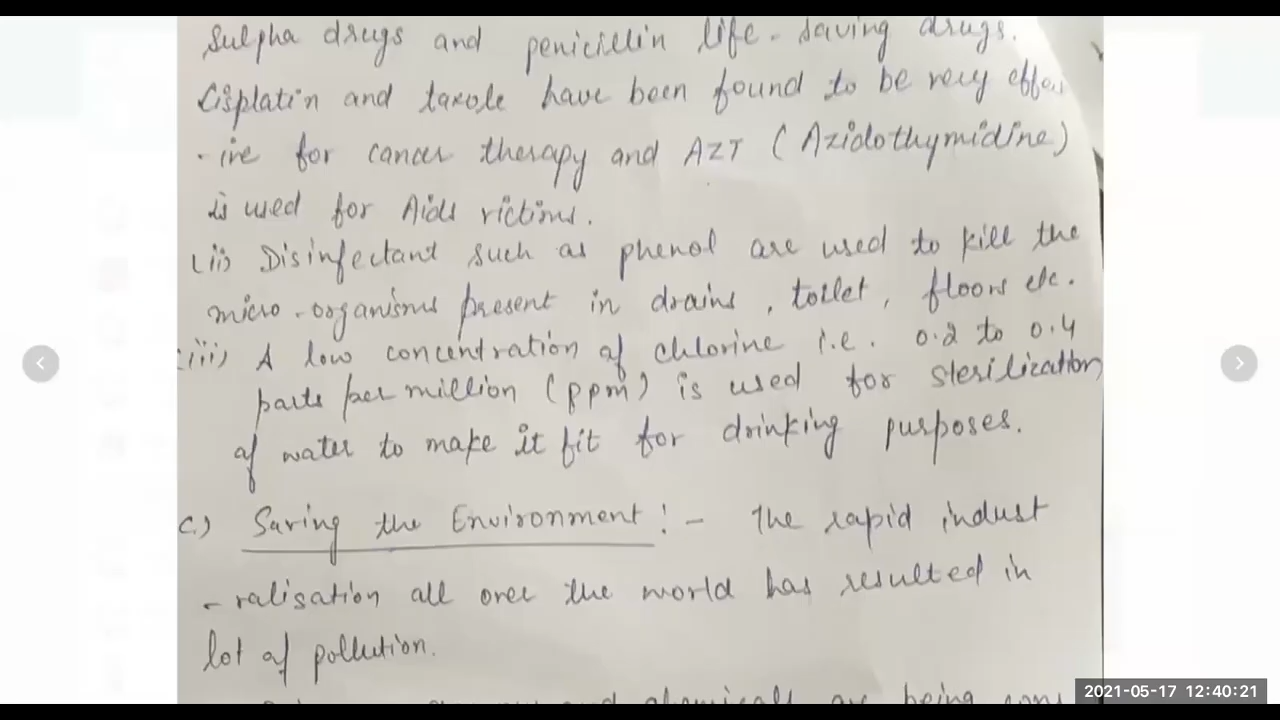 Sulpha drugs and penicillin life-saving drugs.
Cisplatin and taxole have been found to be very effec
-ive for cancer therapy and AZT (Azidothymidine)
is used for Aids victims.
(ii) Disinfectant such as phenol are used to kill the
micro-organisms present in drains, toilet, floors etc.
(iii) A low concentration of chlorine i.e. 0.2 to 0.4
parts per million (ppm) is used for sterilization
of water to make it fit for drinking purposes.
C.) Saving the Environment :- The rapid indust
-ralisation all over the world has resulted in
lot of pollution.
and chemicals are being
2021-05-17 12:40:21